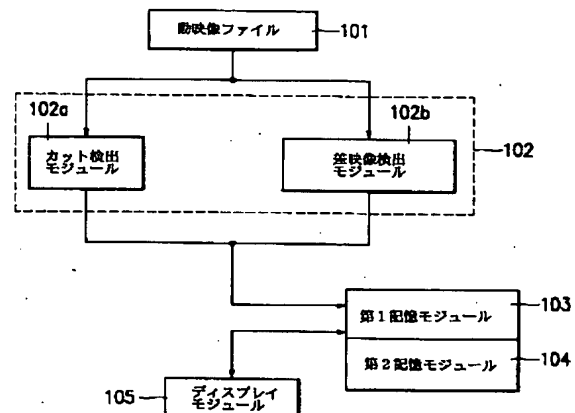 動映像ファイル
101
102a
102b
カット検出
モジュール
差映像検出
モジュール
102
第1記憶モジュール
103
第2記憶モジュール
104
105
ディスプレイ
モジュール